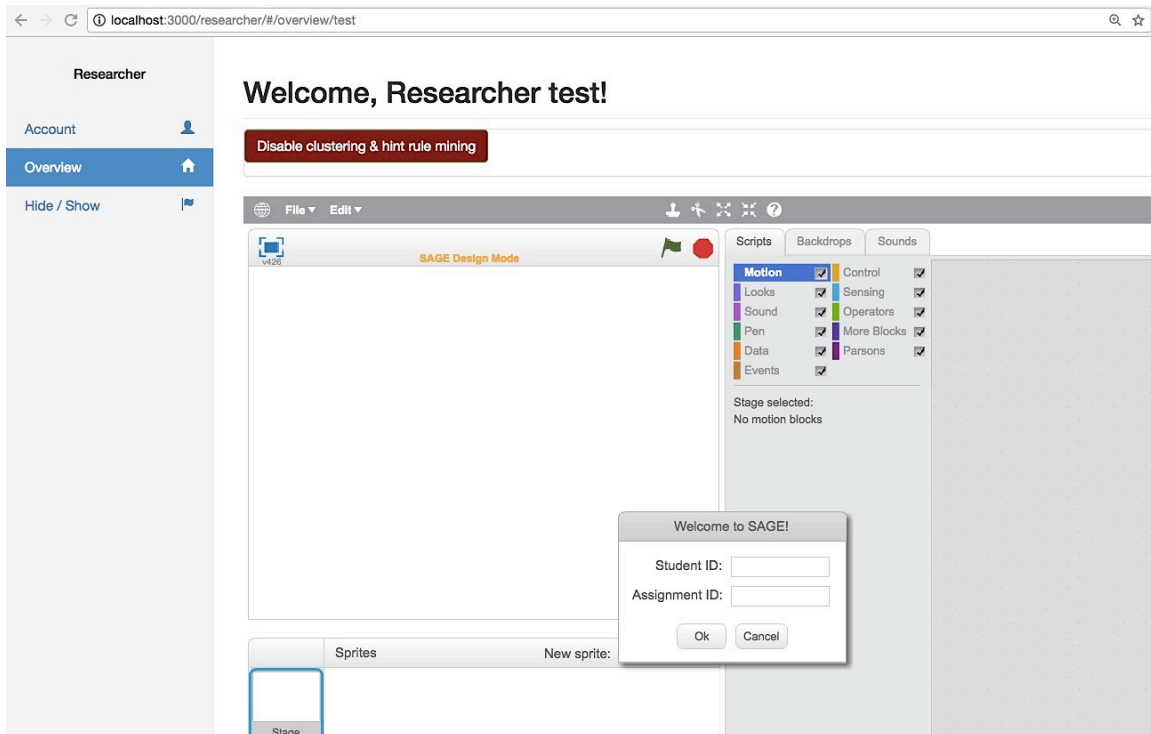 localhost:3000/researcher/#/overview/test
Researcher
Account
Overview
Hide / Show
Welcome, Researcher test!
Disable clustering & hint rule mining
File Edit
v426
SAGE Design Mode
Scripts Backdrops Sounds
Motion Control
Looks Sensing
Sound Operators
Pen More Blocks
Data Parsons
Events
Stage selected:
No motion blocks
Welcome to SAGE!
Student ID:
Assignment ID:
Ok Cancel
Sprites New sprite:
Stage